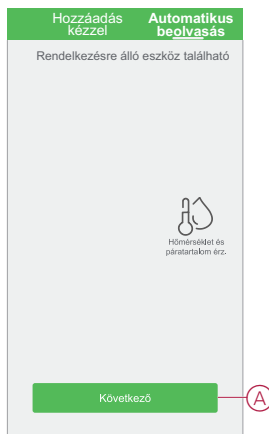 Hozzáadás
kézzel
Automatikus
beolvasás
Rendelkezésre álló eszköz található
Hőmérséklet és
páratartalom érz.
Következő
A